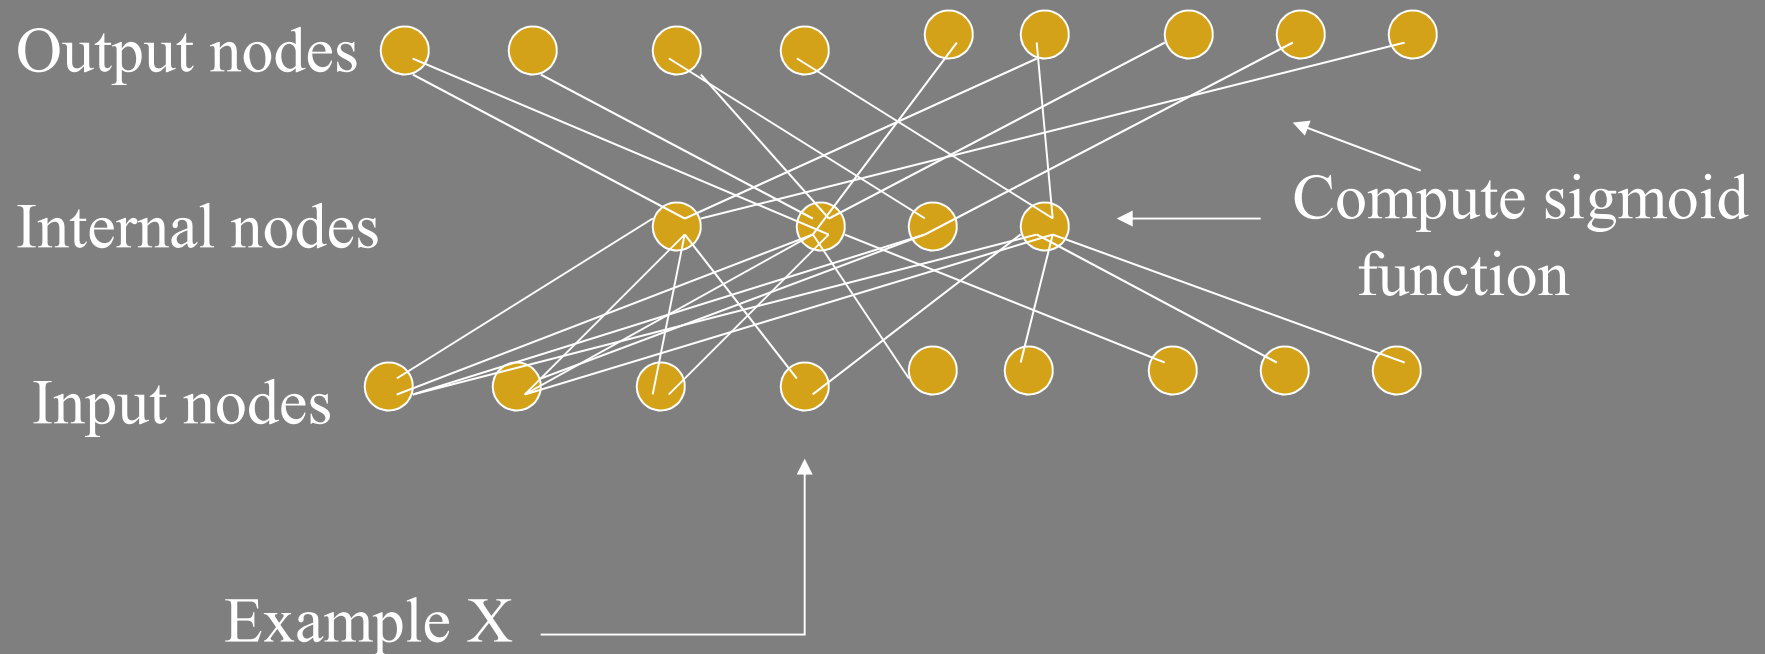 Output nodes
Internal nodes
Compute sigmoid
function
Input nodes
Example X